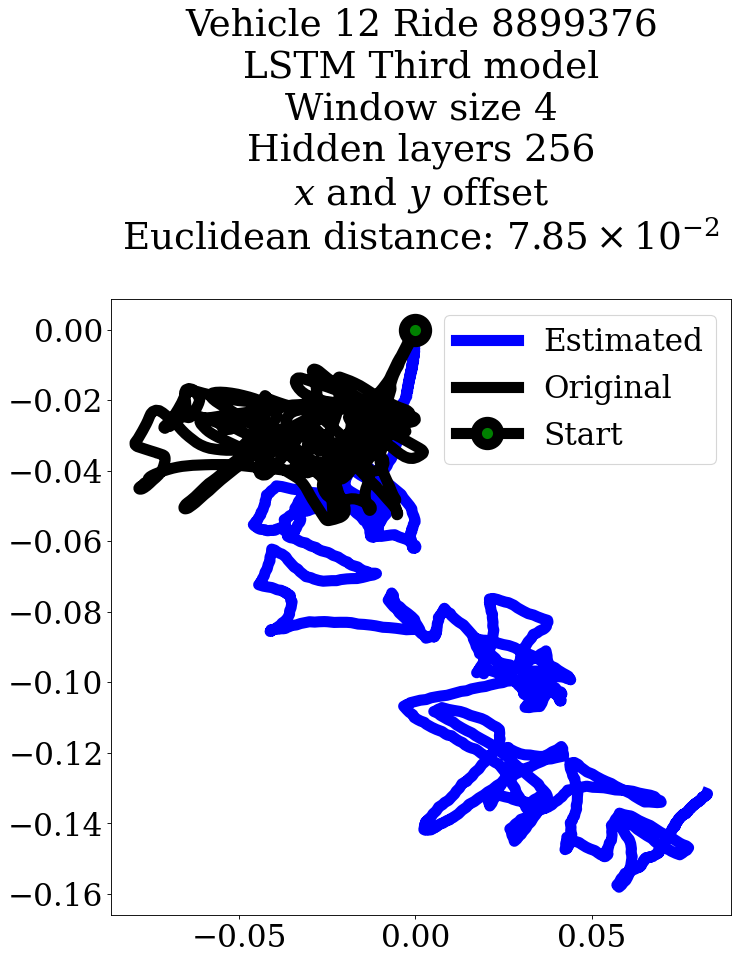 Vehicle 12 Ride 8899376
LSTM Third model
Window size 4
Hidden layers 256
x and y offset
Euclidean distance: 7.85 × 10⁻²
Estimated
Original
Start
0.00
−0.02
−0.04
−0.06
−0.08
−0.10
−0.12
−0.14
−0.16
−0.05 0.00 0.05